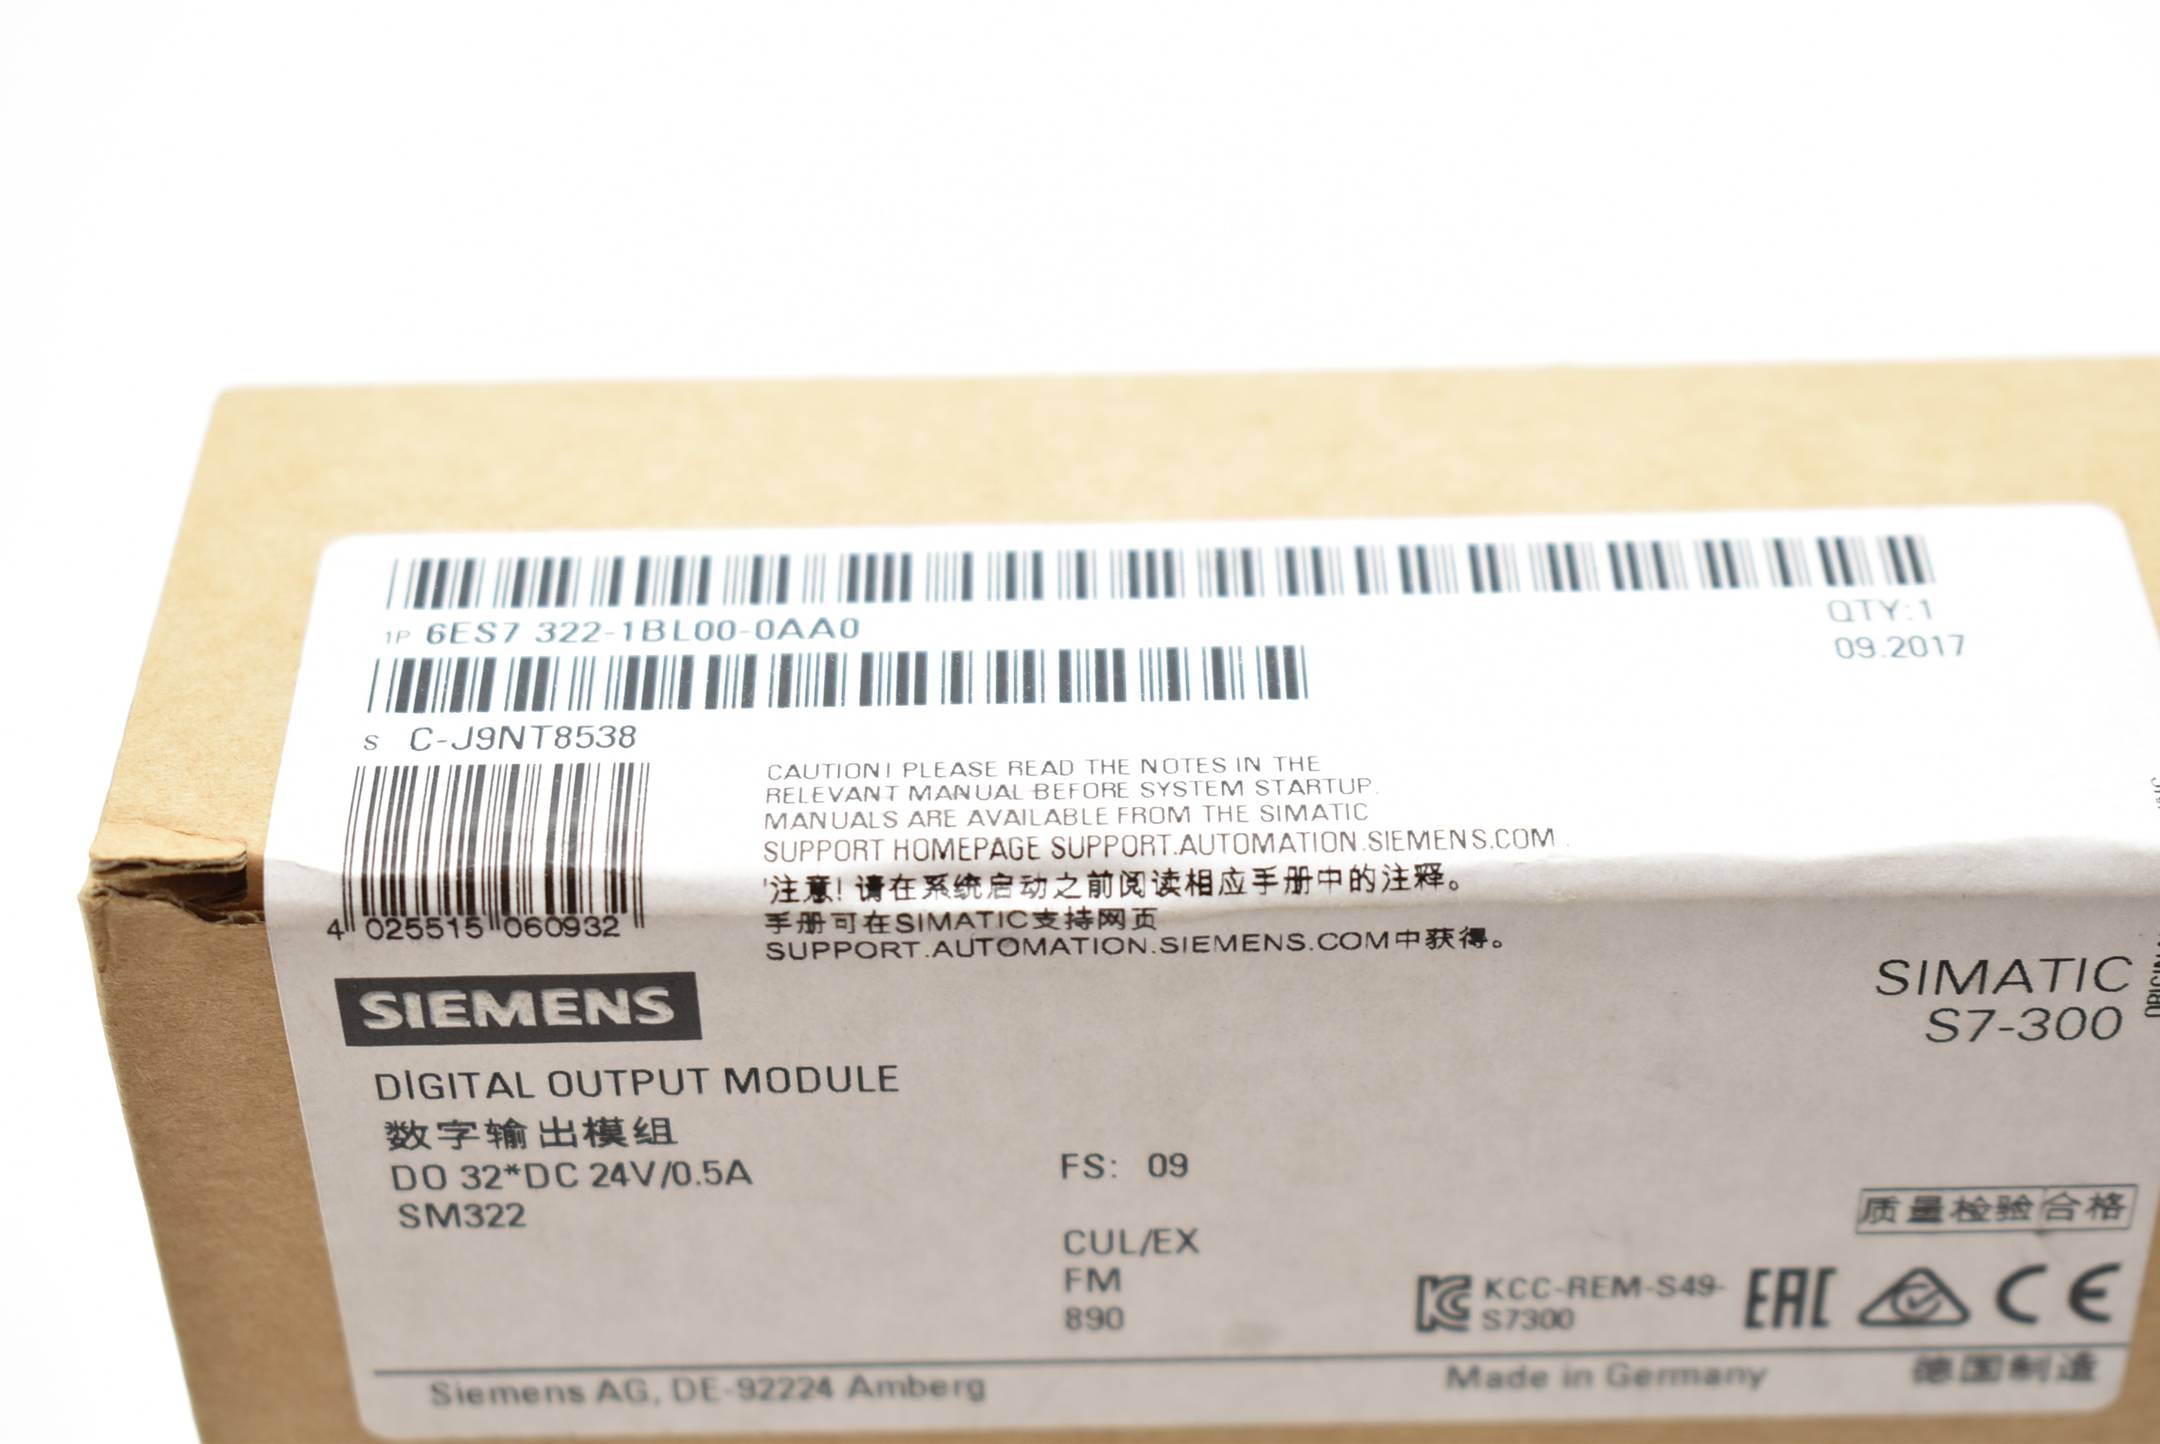 1P 6ES7 322-1BL00-0AA0
QTY:1
09.2017
S C-J9NT8538
4 025515 060932
CAUTION! PLEASE READ THE NOTES IN THE
RELEVANT MANUAL BEFORE SYSTEM STARTUP.
MANUALS ARE AVAILABLE FROM THE SIMATIC
SUPPORT HOMEPAGE SUPPORT.AUTOMATION.SIEMENS.COM.
注意! 请在系统启动之前阅读相应手册中的注释。
手册可在SIMATIC支持网页
SUPPORT.AUTOMATION.SIEMENS.COM中获得。
SIEMENS
SIMATIC
S7-300
DIGITAL OUTPUT MODULE
数字输出模组
DO 32*DC 24V/0.5A
SM322
FS: 09
CUL/EX
FM
890
质量检验合格
KCC-REM-S49-
S7300
EAC
CE
Siemens AG, DE-92224 Amberg
Made in Germany
德国制造